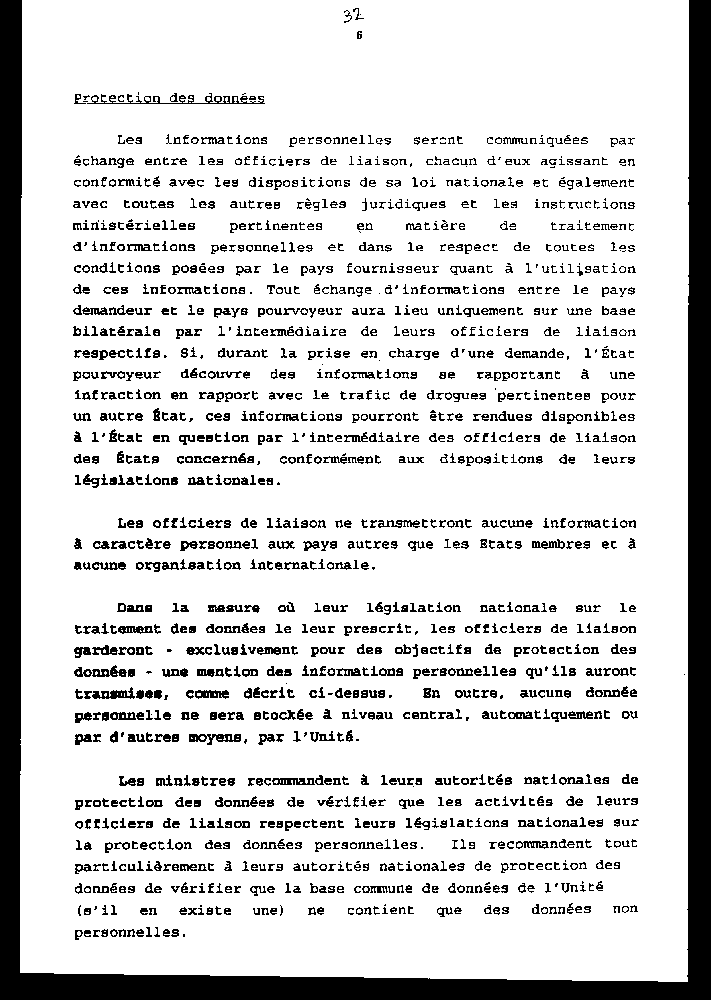 32
6
Protection des données
Les informations personnelles seront communiquées par
échange entre les officiers de liaison, chacun d'eux agissant en
conformité avec les dispositions de sa loi nationale et également
avec toutes les autres règles juridiques et les instructions
ministérielles pertinentes en matière de traitement
d'informations personnelles et dans le respect de toutes les
conditions posées par le pays fournisseur quant à l'utilisation
de ces informations. Tout échange d'informations entre le pays
demandeur et le pays pourvoyeur aura lieu uniquement sur une base
bilatérale par l'intermédiaire de leurs officiers de liaison
respectifs. Si, durant la prise en charge d'une demande, l'État
pourvoyeur découvre des informations se rapportant à une
infraction en rapport avec le trafic de drogues pertinentes pour
un autre État, ces informations pourront être rendues disponibles
à l'État en question par l'intermédiaire des officiers de liaison
des États concernés, conformément aux dispositions de leurs
législations nationales.
Les officiers de liaison ne transmettront aucune information
à caractère personnel aux pays autres que les Etats membres et à
aucune organisation internationale.
Dans la mesure où leur législation nationale sur le
traitement des données le leur prescrit, les officiers de liaison
garderont - exclusivement pour des objectifs de protection des
données - une mention des informations personnelles qu'ils auront
transmises, comme décrit ci-dessus. En outre, aucune donnée
personnelle ne sera stockée à niveau central, automatiquement ou
par d'autres moyens, par l'Unité.
Les ministres recommandent à leurs autorités nationales de
protection des données de vérifier que les activités de leurs
officiers de liaison respectent leurs législations nationales sur
la protection des données personnelles. Ils recommandent tout
particulièrement à leurs autorités nationales de protection des
données de vérifier que la base commune de données de l'Unité
(s'il en existe une) ne contient que des données non
personnelles.